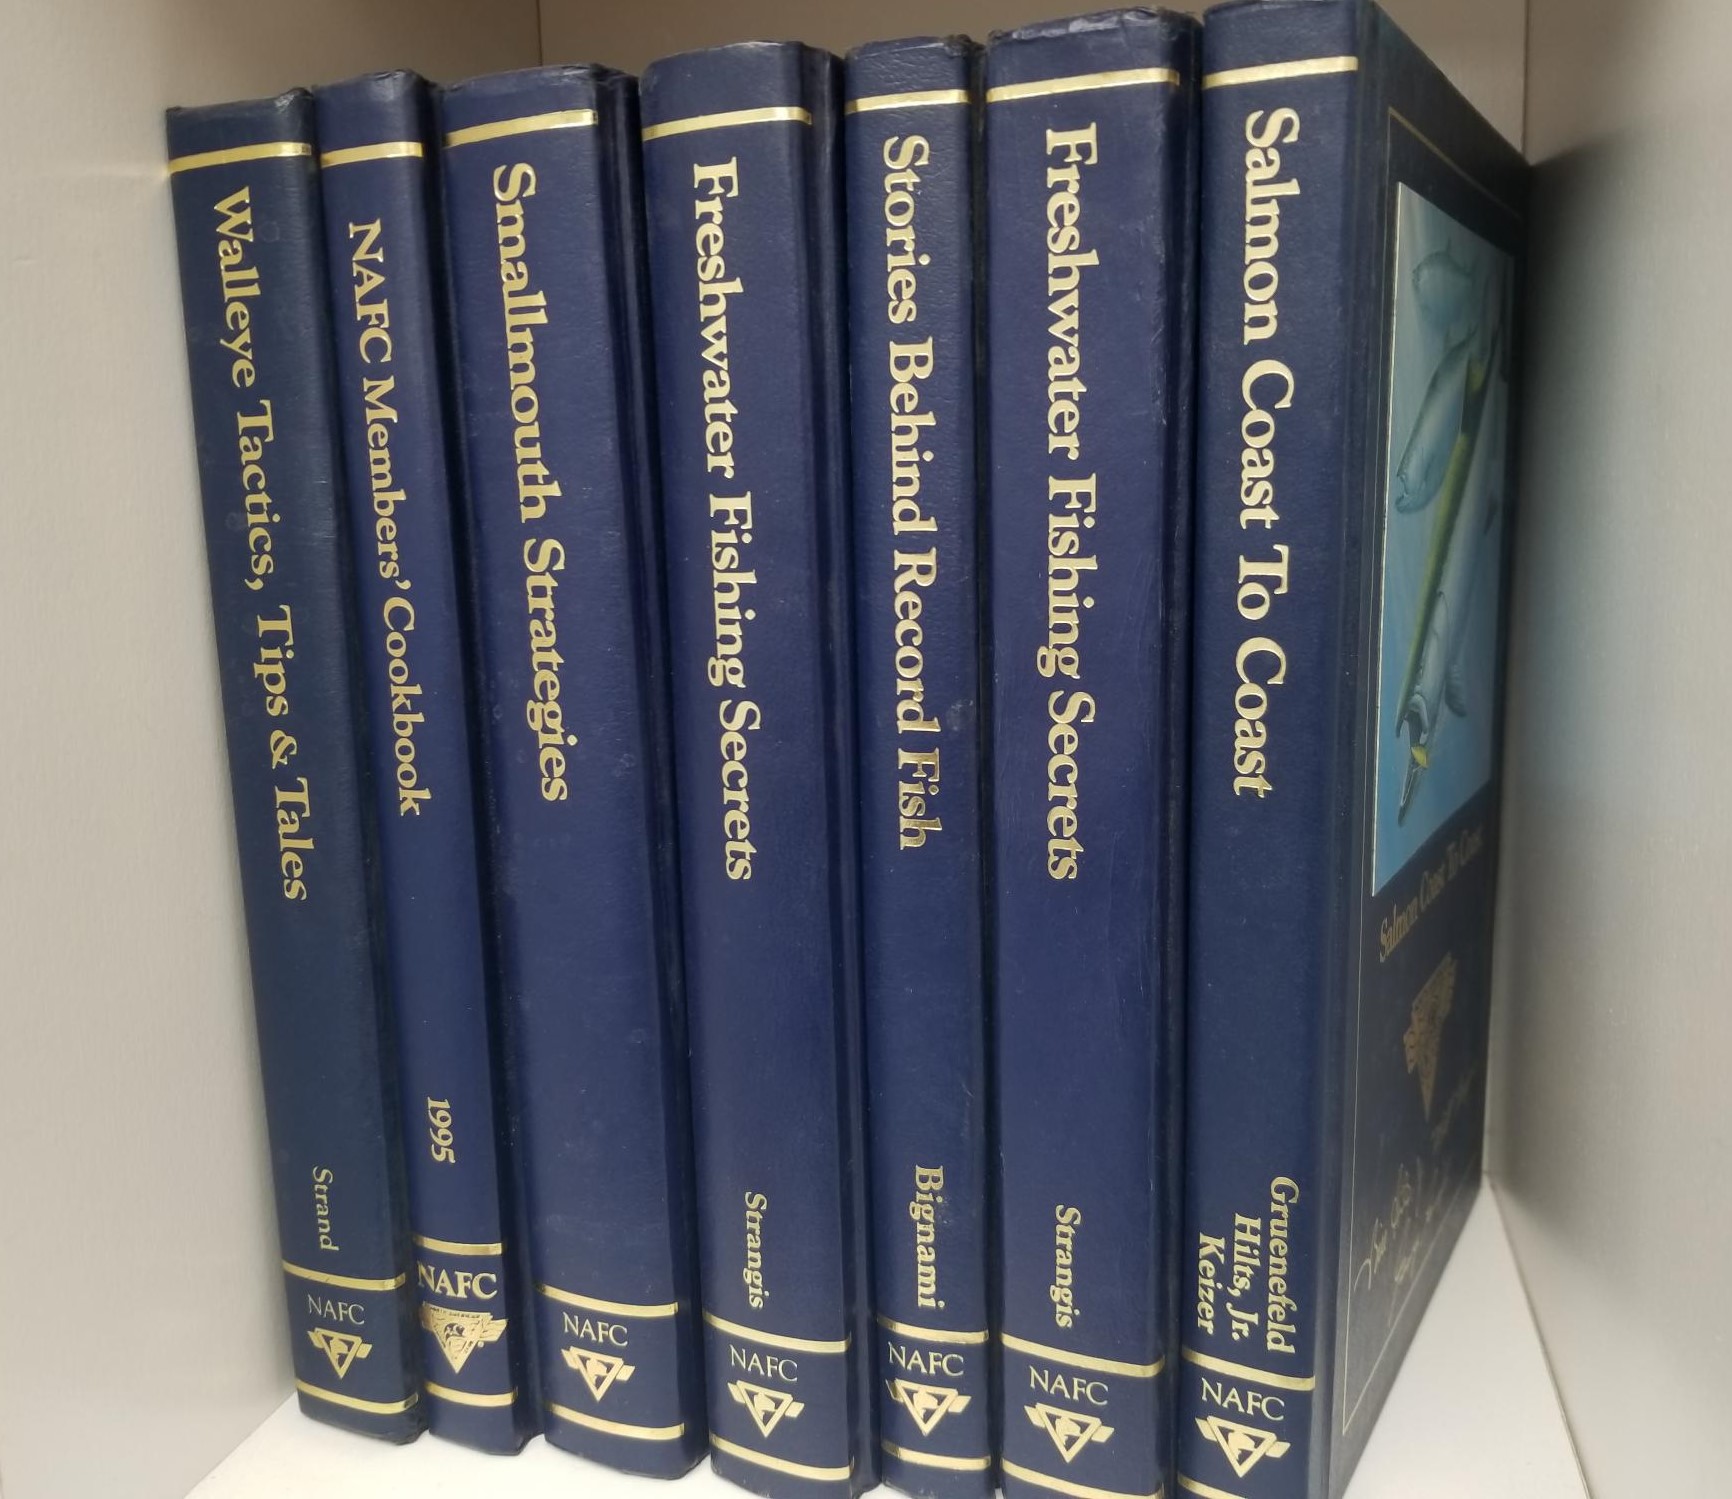 Walleye Tactics, Tips & Tales
Strand
NAFC
NAFC Members' Cookbook
1995
NAFC
Smallmouth Strategies
NAFC
Freshwater Fishing Secrets
Strangis
NAFC
Stories Behind Record Fish
Bignami
NAFC
Freshwater Fishing Secrets
Strangis
NAFC
Salmon Coast To Coast
Gruenefeld
Hilts, Jr.
Keizer
NAFC
Salmon Coast To Coast